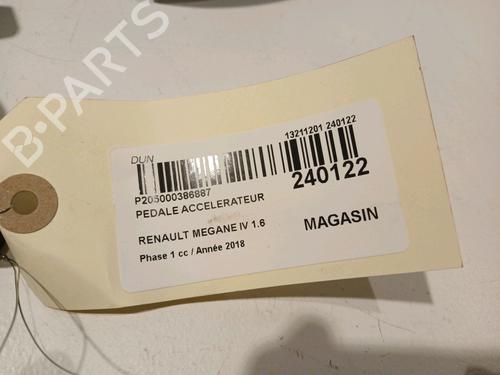 B-PARTS
DUN
13211201 240122
P205000386887
240122
PEDALE ACCELERATEUR
RENAULT MEGANE IV 1.6
MAGASIN
Phase 1 cc / Année 2018